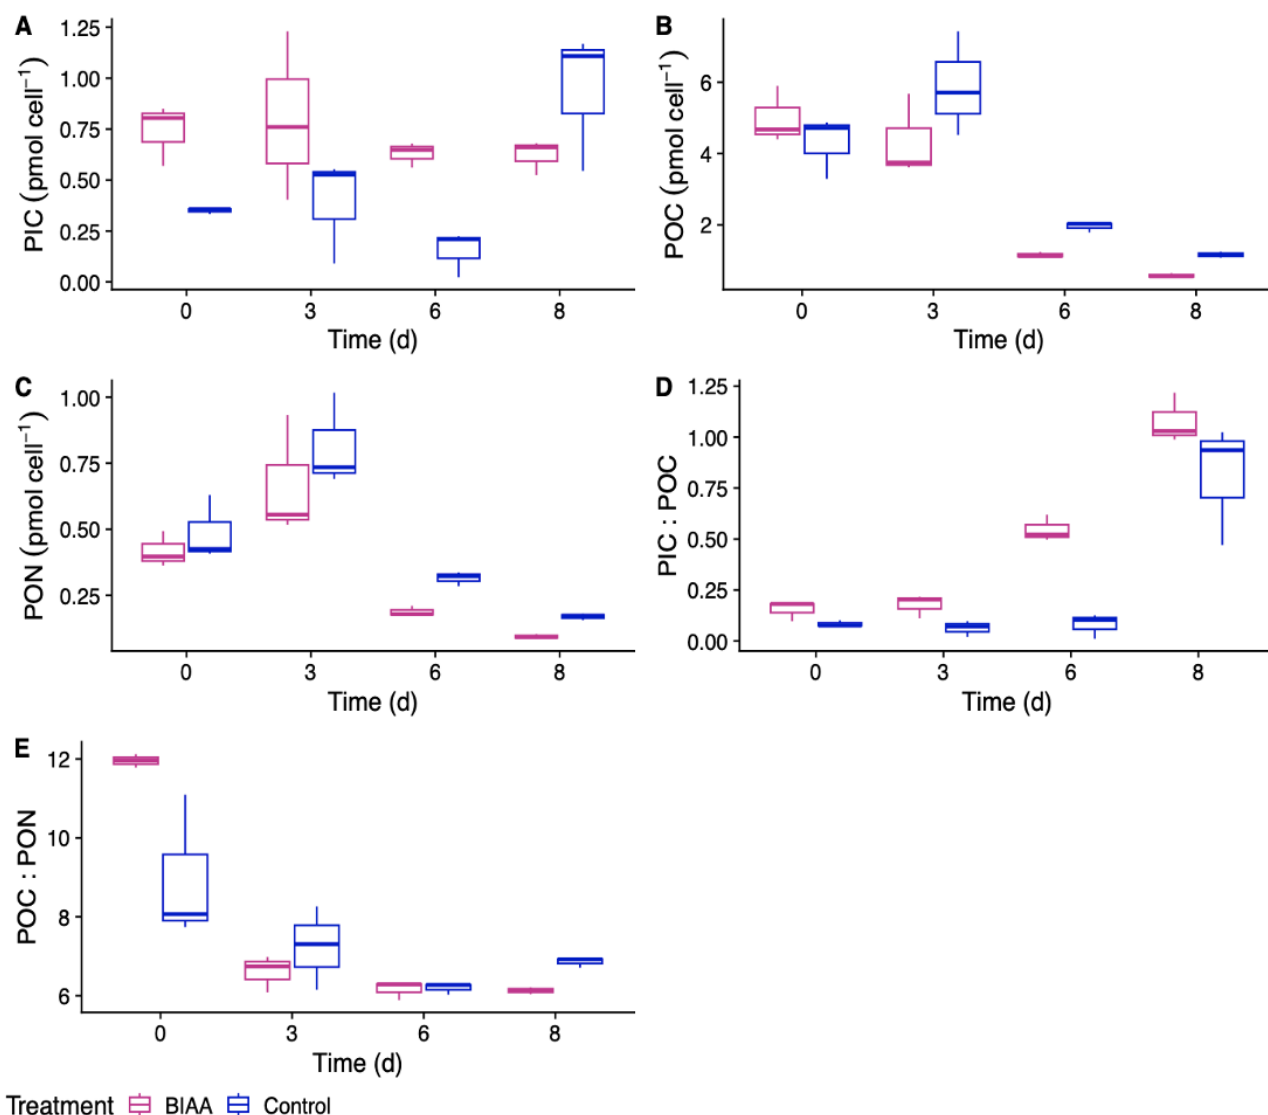 A
PIC (pmol cell⁻¹)
1.25
1.00
0.75
0.50
0.25
0.00
0 3 6 8
Time (d)
B
POC (pmol cell⁻¹)
6
4
2
0 3 6 8
Time (d)
C
PON (pmol cell⁻¹)
1.00
0.75
0.50
0.25
0 3 6 8
Time (d)
D
PIC : POC
1.25
1.00
0.75
0.50
0.25
0.00
0 3 6 8
Time (d)
E
POC : PON
12
10
8
6
0 3 6 8
Time (d)
Treatment BIAA Control